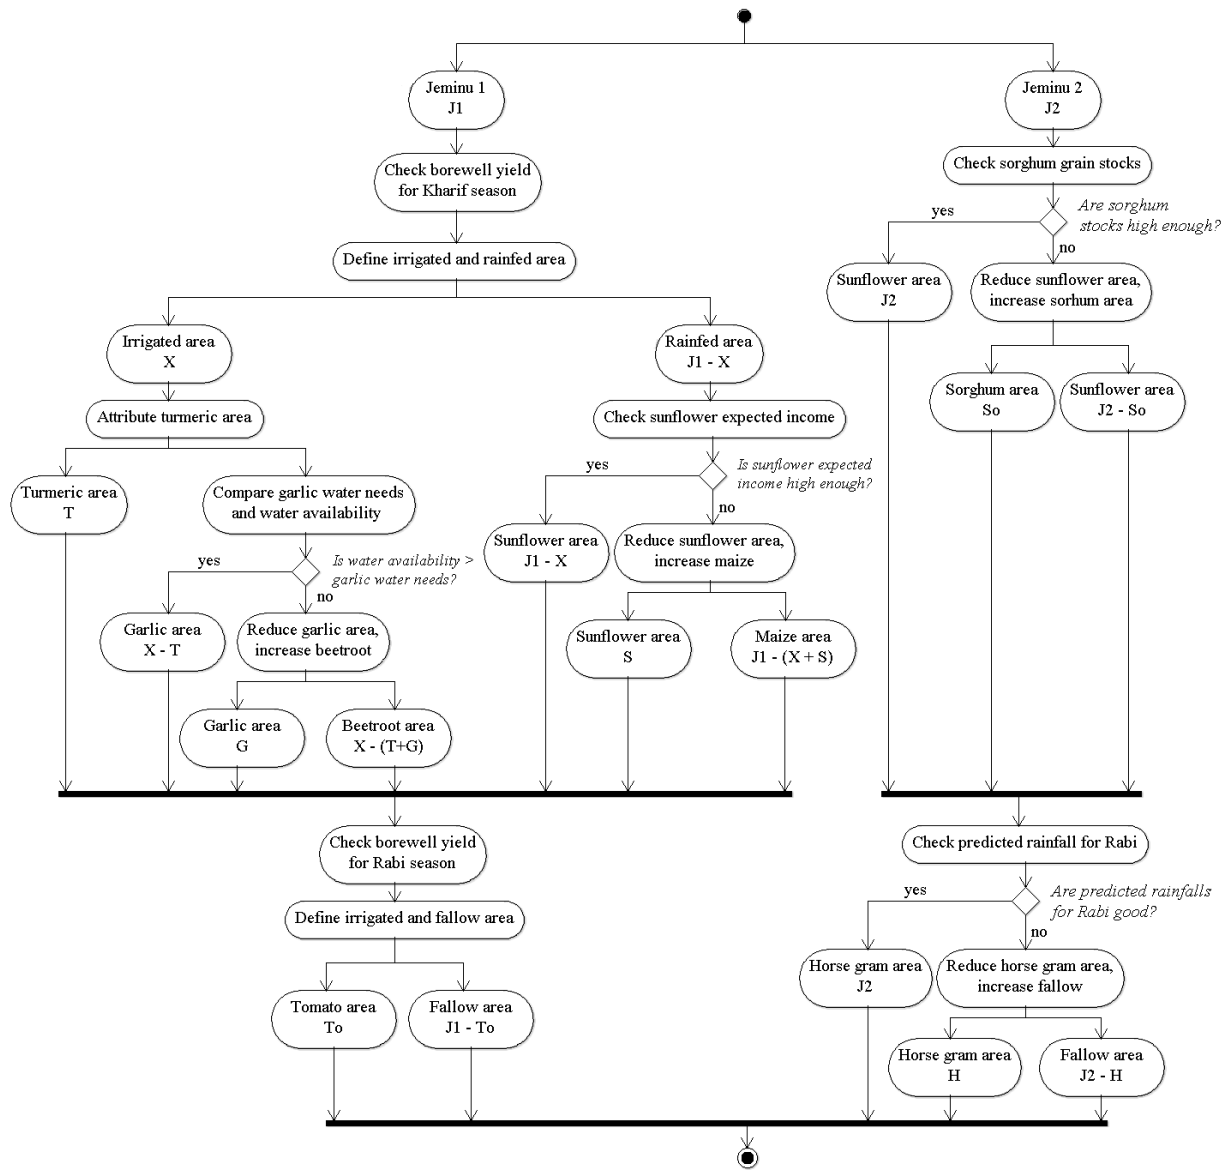 Jeminu 1
J1
Jeminu 2
J2
Check borewell yield
for Kharif season
Check sorghum grain stocks
Are sorghum
stocks high enough?
yes
no
Define irrigated and rainfed area
Sunflower area
J2
Reduce sunflower area,
increase sorhum area
Irrigated area
X
Rainfed area
J1 - X
Sorghum area
So
Sunflower area
J2 - So
Attribute turmeric area
Check sunflower expected income
Is sunflower expected
income high enough?
yes
no
Turmeric area
T
Compare garlic water needs
and water availability
Sunflower area
J1 - X
Reduce sunflower area,
increase maize
Is water availability >
garlic water needs?
yes
no
Garlic area
X - T
Reduce garlic area,
increase beetroot
Sunflower area
S
Maize area
J1 - (X + S)
Garlic area
G
Beetroot area
X - (T+G)
Check borewell yield
for Rabi season
Check predicted rainfall for Rabi
Are predicted rainfalls
for Rabi good?
yes
no
Define irrigated and fallow area
Horse gram area
J2
Reduce horse gram area,
increase fallow
Tomato area
To
Fallow area
J1 - To
Horse gram area
H
Fallow area
J2 - H